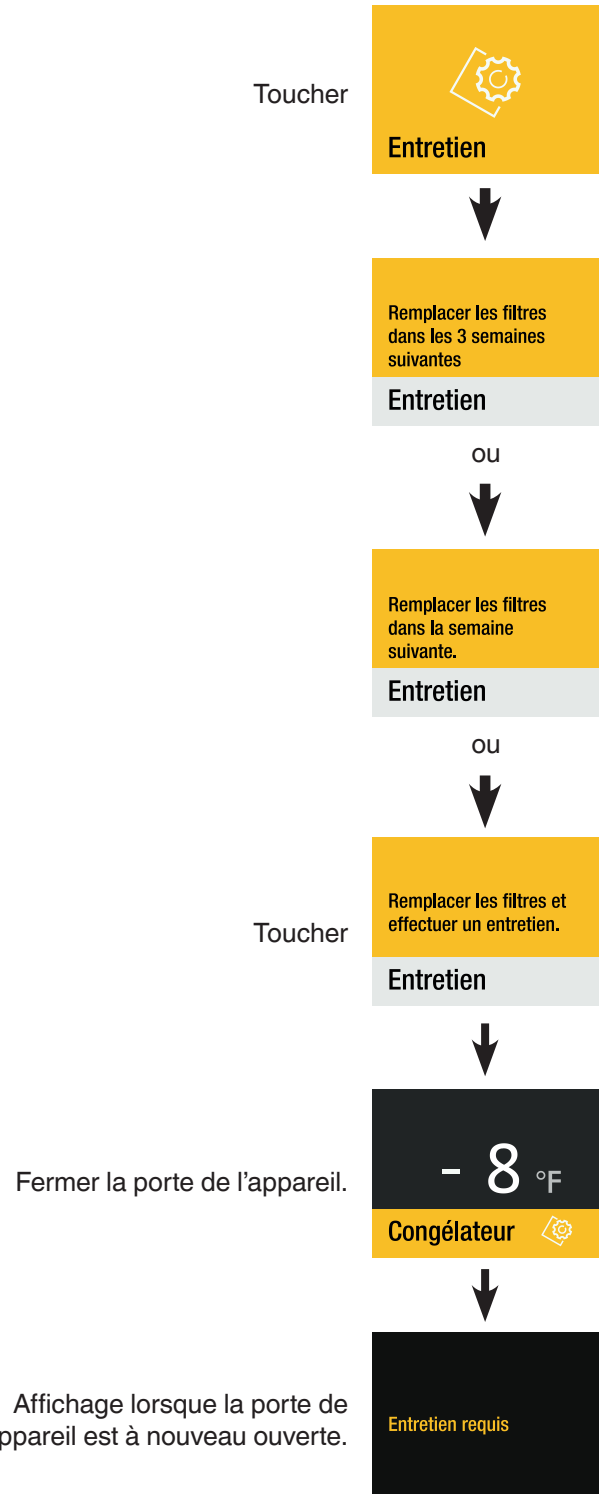 Toucher
Entretien
Remplacer les filtres
dans les 3 semaines
suivantes
Entretien
ou
Remplacer les filtres
dans la semaine
suivante.
Entretien
ou
Toucher
Remplacer les filtres et
effectuer un entretien.
Entretien
Fermer la porte de l’appareil.
- 8 °F
Congélateur
Affichage lorsque la porte de
ppareil est à nouveau ouverte.
Entretien requis